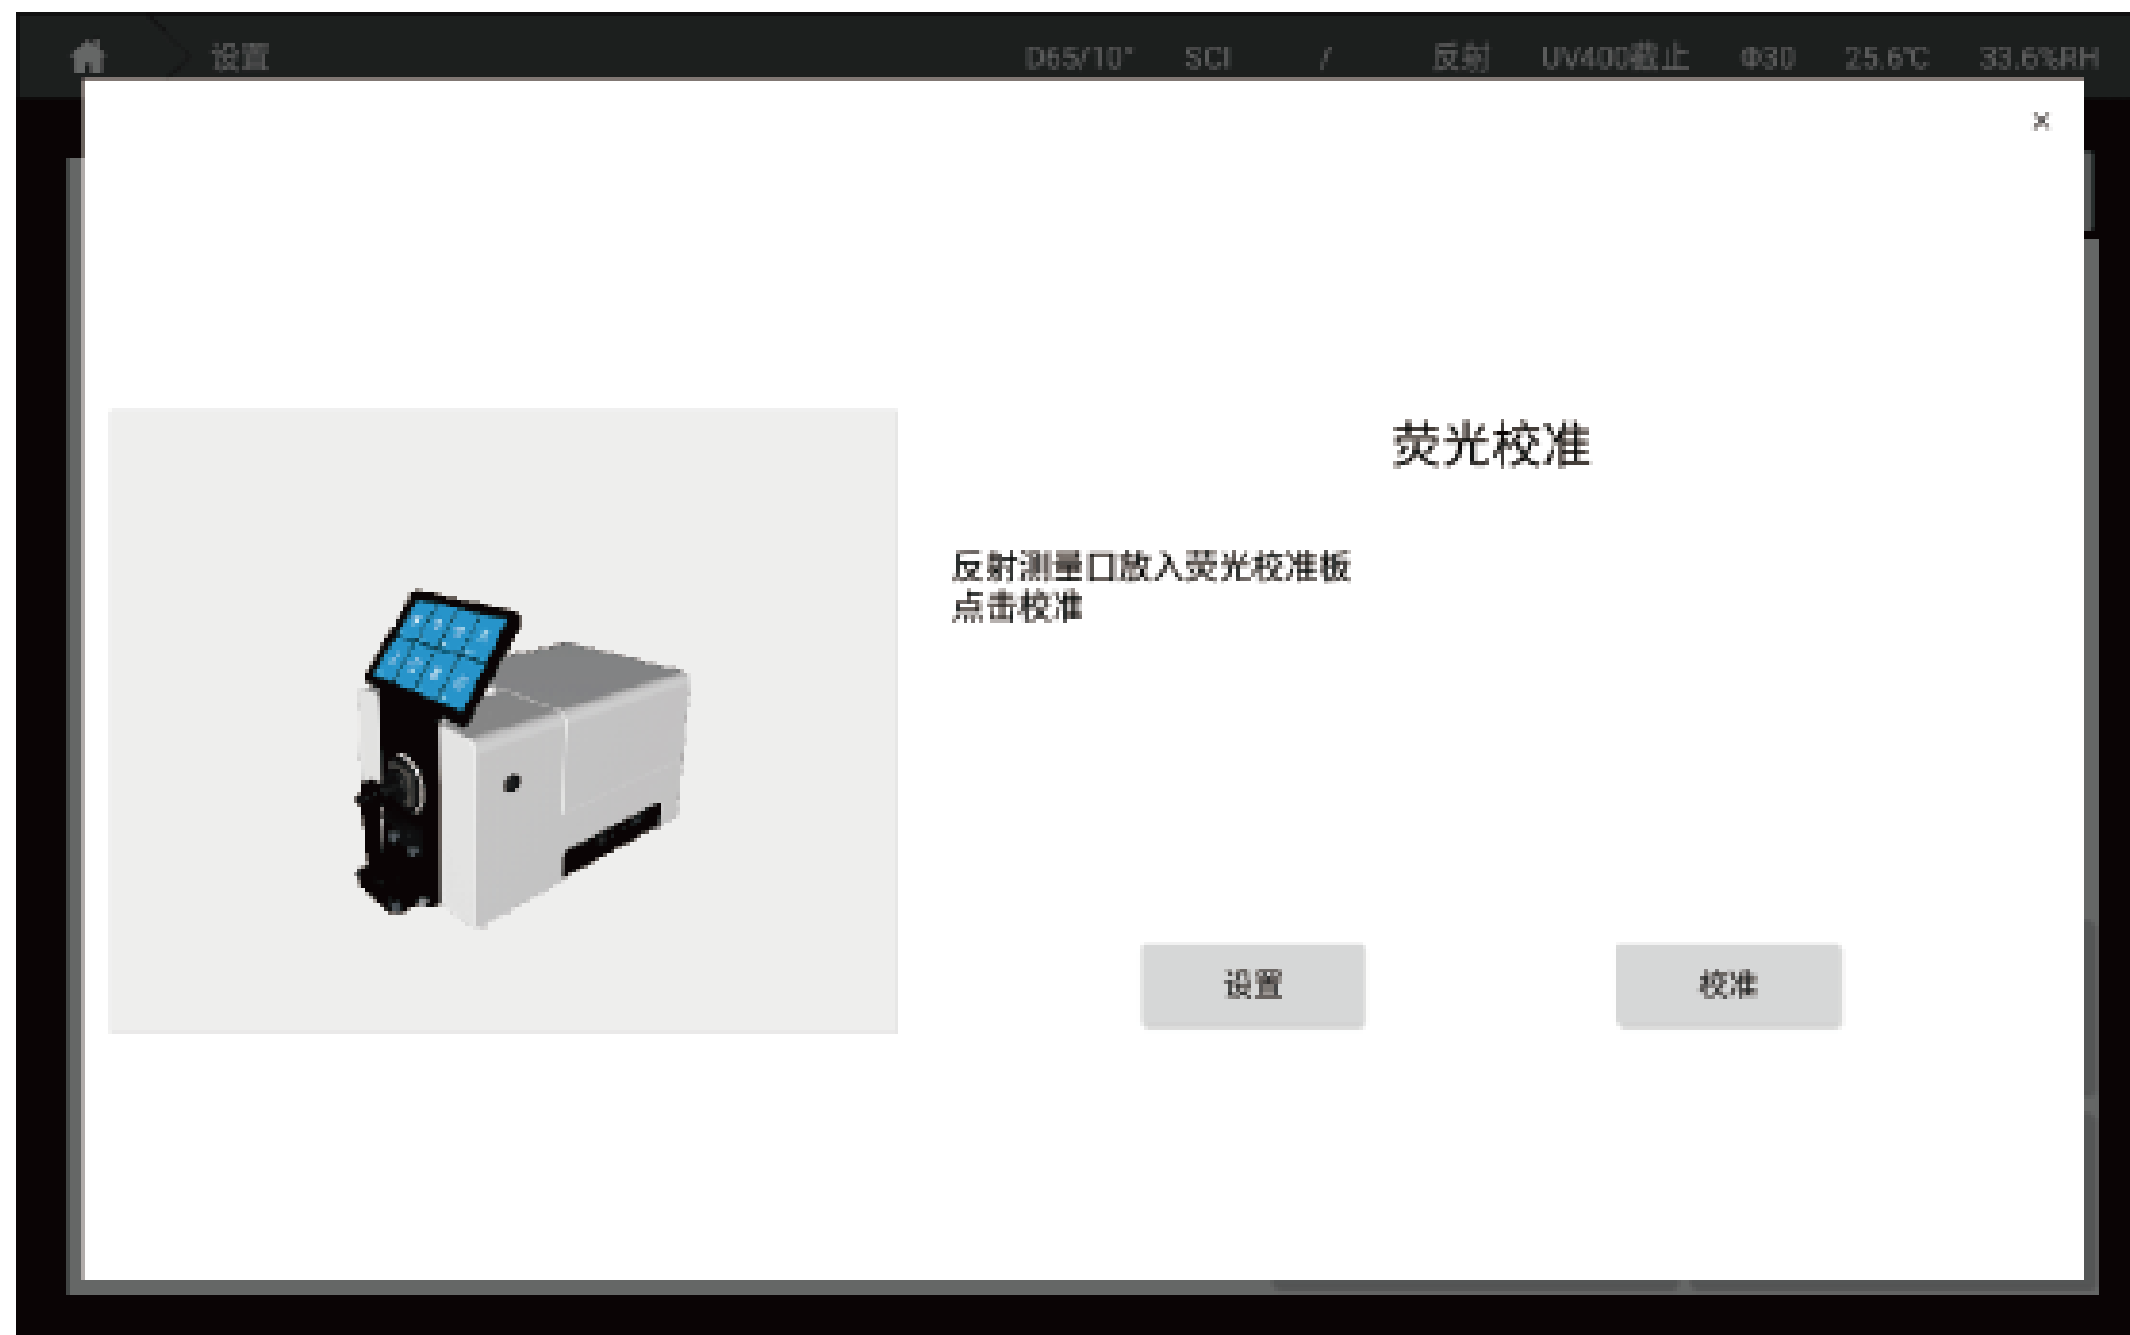 设置 D65/10° SCI / 反射 UV400截止 Φ30 25.6℃ 33.6%RH
×
荧光校准
反射测量口放入荧光校准板
点击校准
设置 校准